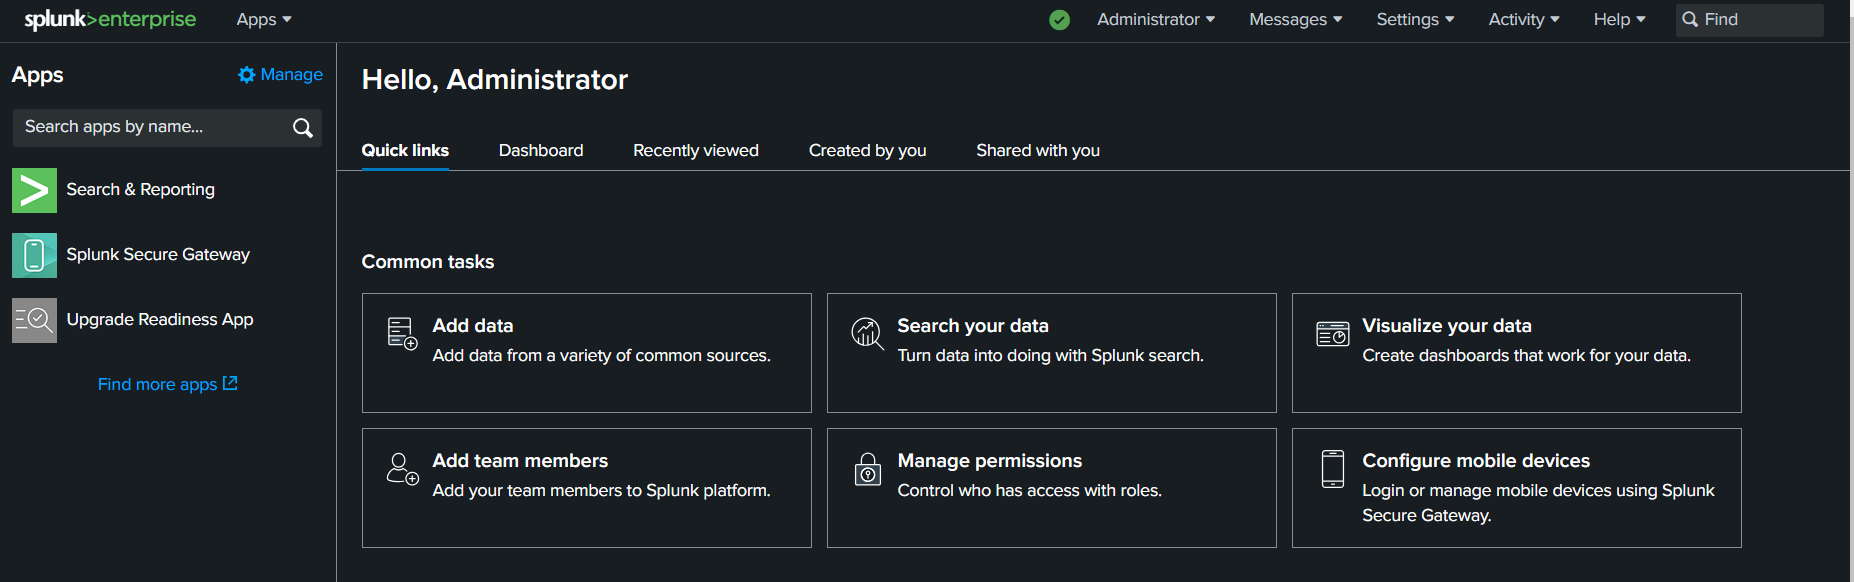 splunk>enterprise Apps Administrator Messages Settings Activity Help Find
Apps Manage
Search apps by name...
Search & Reporting
Splunk Secure Gateway
Upgrade Readiness App
Find more apps
Hello, Administrator
Quick links Dashboard Recently viewed Created by you Shared with you
Common tasks
Add data
Add data from a variety of common sources.
Search your data
Turn data into doing with Splunk search.
Visualize your data
Create dashboards that work for your data.
Add team members
Add your team members to Splunk platform.
Manage permissions
Control who has access with roles.
Configure mobile devices
Login or manage mobile devices using Splunk
Secure Gateway.